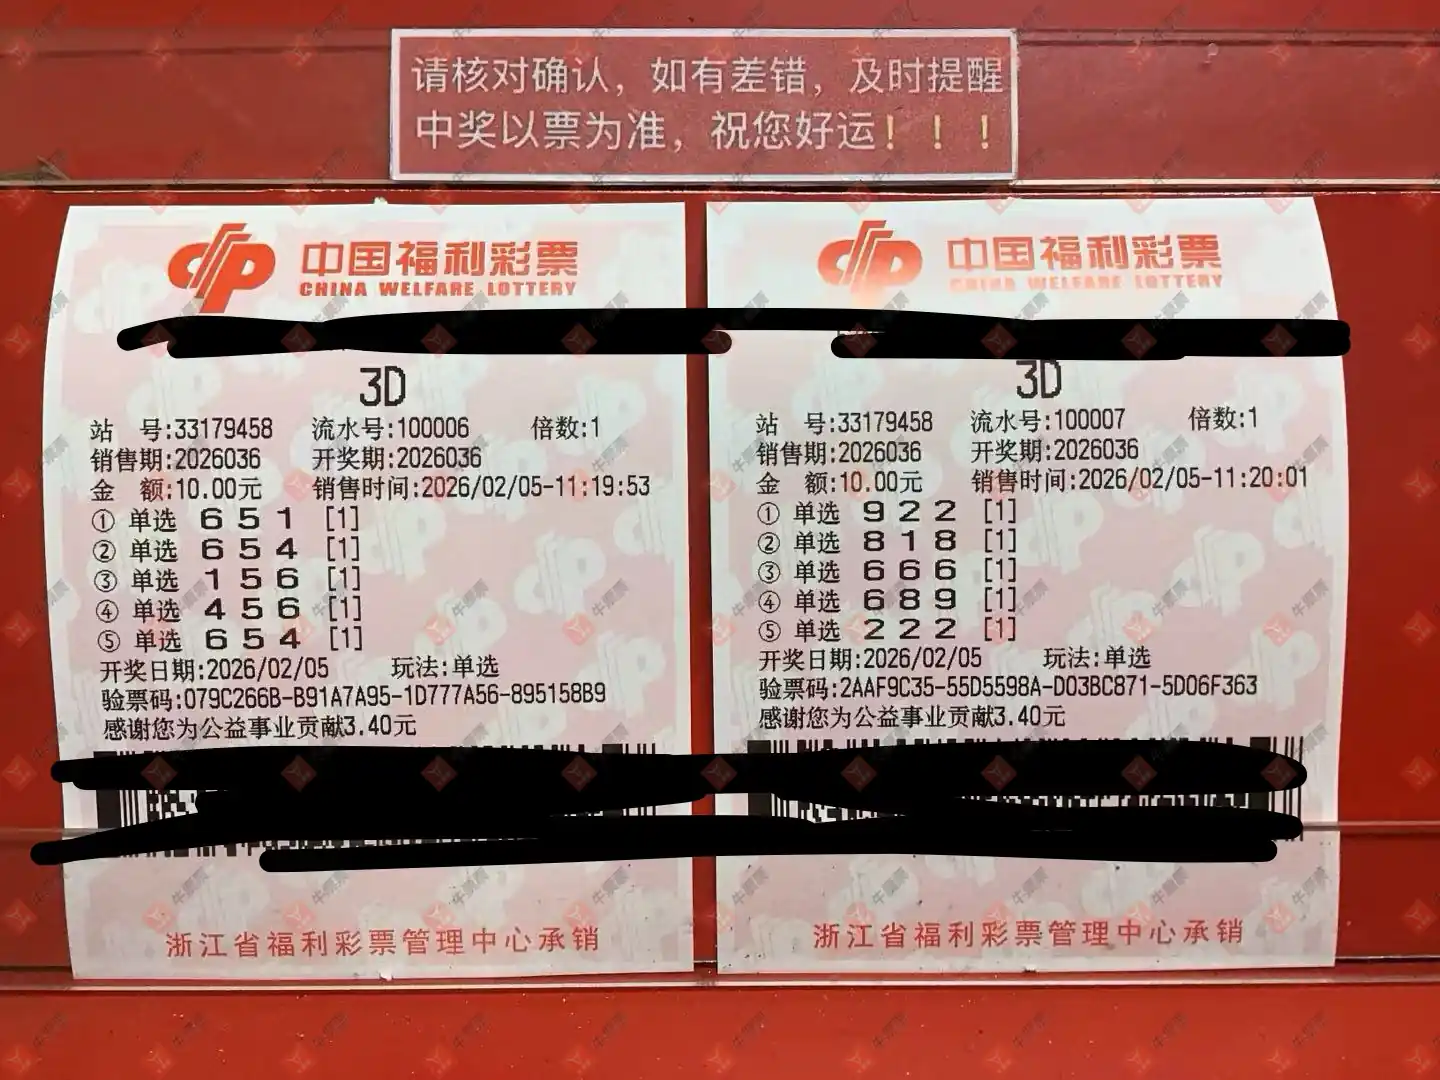 请核对确认，如有差错，及时提醒
中奖以票为准，祝您好运！！！
中国福利彩票
CHINA WELFARE LOTTERY
3D
站 号:33179458 流水号:100006 倍数:1
销售期:2026036 开奖期:2026036
金 额:10.00元 销售时间:2026/02/05-11:19:53
① 单选 6 5 1 [1]
② 单选 6 5 4 [1]
③ 单选 1 5 6 [1]
④ 单选 4 5 6 [1]
⑤ 单选 6 5 4 [1]
开奖日期:2026/02/05 玩法:单选
验票码:079C266B-B91A7A95-1D777A56-895158B9
感谢您为公益事业贡献3.40元
浙江省福利彩票管理中心承销
中国福利彩票
CHINA WELFARE LOTTERY
3D
站 号:33179458 流水号:100007 倍数:1
销售期:2026036 开奖期:2026036
金 额:10.00元 销售时间:2026/02/05-11:20:01
① 单选 9 2 2 [1]
② 单选 8 1 8 [1]
③ 单选 6 6 6 [1]
④ 单选 6 8 9 [1]
⑤ 单选 2 2 2 [1]
开奖日期:2026/02/05 玩法:单选
验票码:2AAF9C35-55D5598A-D03BC871-5D06F363
感谢您为公益事业贡献3.40元
浙江省福利彩票管理中心承销